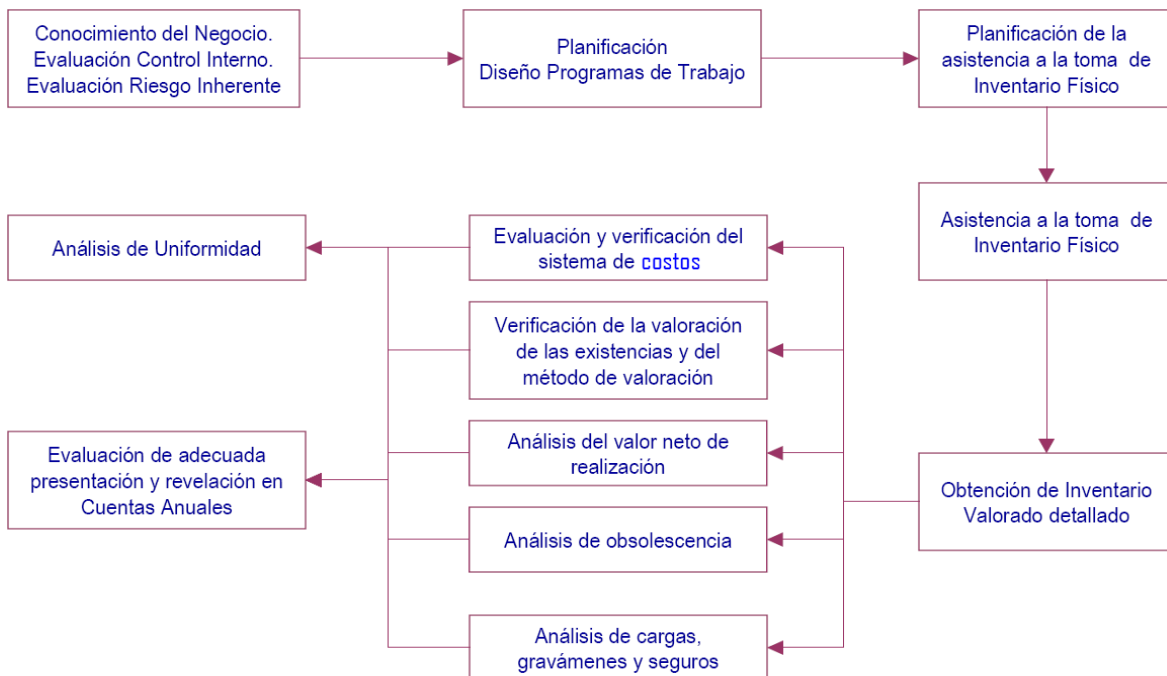 Conocimiento del Negocio.
Evaluación Control Interno.
Evaluación Riesgo Inherente
Planificación
Diseño Programas de Trabajo
Planificación de la
asistencia a la toma de
Inventario Físico
Asistencia a la toma de
Inventario Físico
Obtención de Inventario
Valorado detallado
Evaluación y verificación del
sistema de costos
Verificación de la valoración
de las existencias y del
método de valoración
Análisis del valor neto de
realización
Análisis de obsolescencia
Análisis de cargas,
gravámenes y seguros
Análisis de Uniformidad
Evaluación de adecuada
presentación y revelación en
Cuentas Anuales